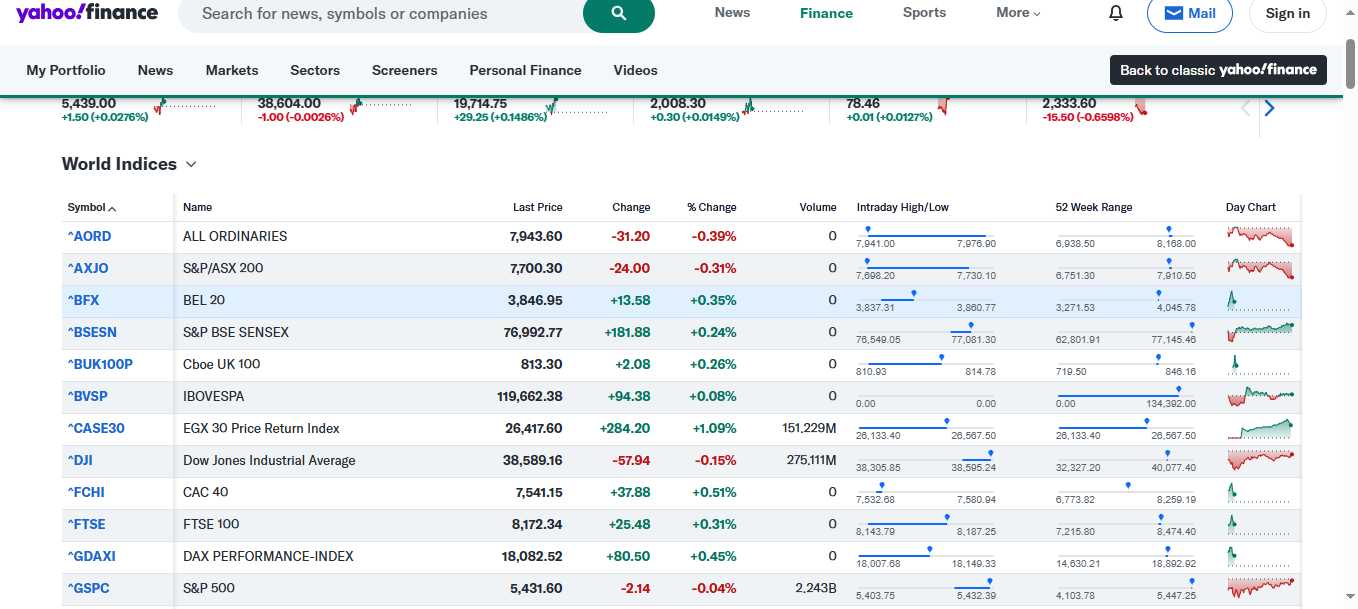 yahoo!finance Search for news, symbols or companies News Finance Sports More Mail Sign in
My Portfolio News Markets Sectors Screeners Personal Finance Videos Back to classic yahoo!finance
5,439.00 38,604.00 19,714.75 2,008.30 78.46 2,333.60
+1.50 (+0.0276%) -1.00 (-0.0026%) +29.25 (+0.1486%) +0.30 (+0.0149%) +0.01 (+0.0127%) -15.50 (-0.6598%)
World Indices
Symbol Name Last Price Change % Change Volume Intraday High/Low 52 Week Range Day Chart
^AORD ALL ORDINARIES 7,943.60 -31.20 -0.39% 0 7,941.00 7,976.90 6,938.50 8,168.00
^AXJO S&P/ASX 200 7,700.30 -24.00 -0.31% 0 7,698.20 7,730.10 6,751.30 7,910.50
^BFX BEL 20 3,846.95 +13.58 +0.35% 0 3,837.31 3,860.77 3,271.53 4,045.78
^BSESN S&P BSE SENSEX 76,992.77 +181.88 +0.24% 0 76,549.05 77,081.30 62,801.91 77,145.46
^BUK100P Cboe UK 100 813.30 +2.08 +0.26% 0 810.93 814.78 719.50 846.16
^BVSP IBOVESPA 119,662.38 +94.38 +0.08% 0 0.00 0.00 0.00 134,392.00
^CASE30 EGX 30 Price Return Index 26,417.60 +284.20 +1.09% 151,229M 26,133.40 26,567.50 26,133.40 26,567.50
^DJI Dow Jones Industrial Average 38,589.16 -57.94 -0.15% 275,111M 38,305.85 38,595.24 32,327.20 40,077.40
^FCHI CAC 40 7,541.15 +37.88 +0.51% 0 7,532.68 7,580.94 6,773.82 8,259.19
^FTSE FTSE 100 8,172.34 +25.48 +0.31% 0 8,143.79 8,187.25 7,215.80 8,474.40
^GDAXI DAX PERFORMANCE-INDEX 18,082.52 +80.50 +0.45% 0 18,007.68 18,149.33 14,630.21 18,892.92
^GSPC S&P 500 5,431.60 -2.14 -0.04% 2,243B 5,403.75 5,432.39 4,103.78 5,447.25